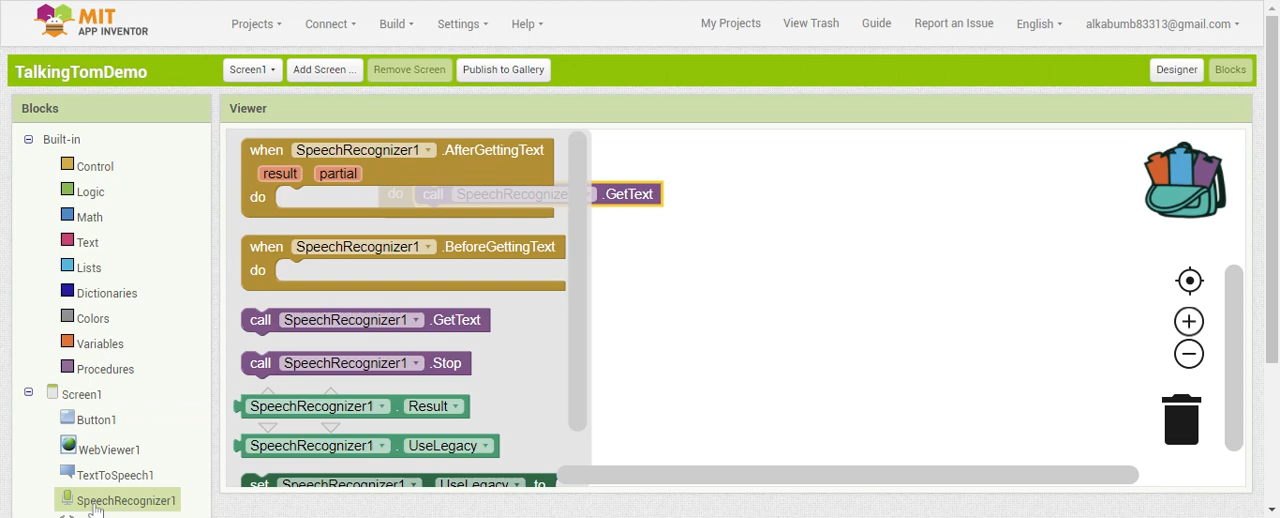 MIT
APP INVENTOR
Projects
Connect
Build
Settings
Help
My Projects
View Trash
Guide
Report an Issue
English
alkabumb83313@gmail.com
TalkingTomDemo
Screen1
Add Screen ...
Remove Screen
Publish to Gallery
Designer
Blocks
Blocks
Viewer
Built-in
Control
Logic
Math
Text
Lists
Dictionaries
Colors
Variables
Procedures
Screen1
Button1
WebViewer1
TextToSpeech1
SpeechRecognizer1
when SpeechRecognizer1 .AfterGettingText
result partial
do
do call SpeechRecognizer .GetText
when SpeechRecognizer1 .BeforeGettingText
do
call SpeechRecognizer1 .GetText
call SpeechRecognizer1 .Stop
SpeechRecognizer1 . Result
SpeechRecognizer1 . UseLegacy
set SpeechRecognizer1 . UseLegacy to